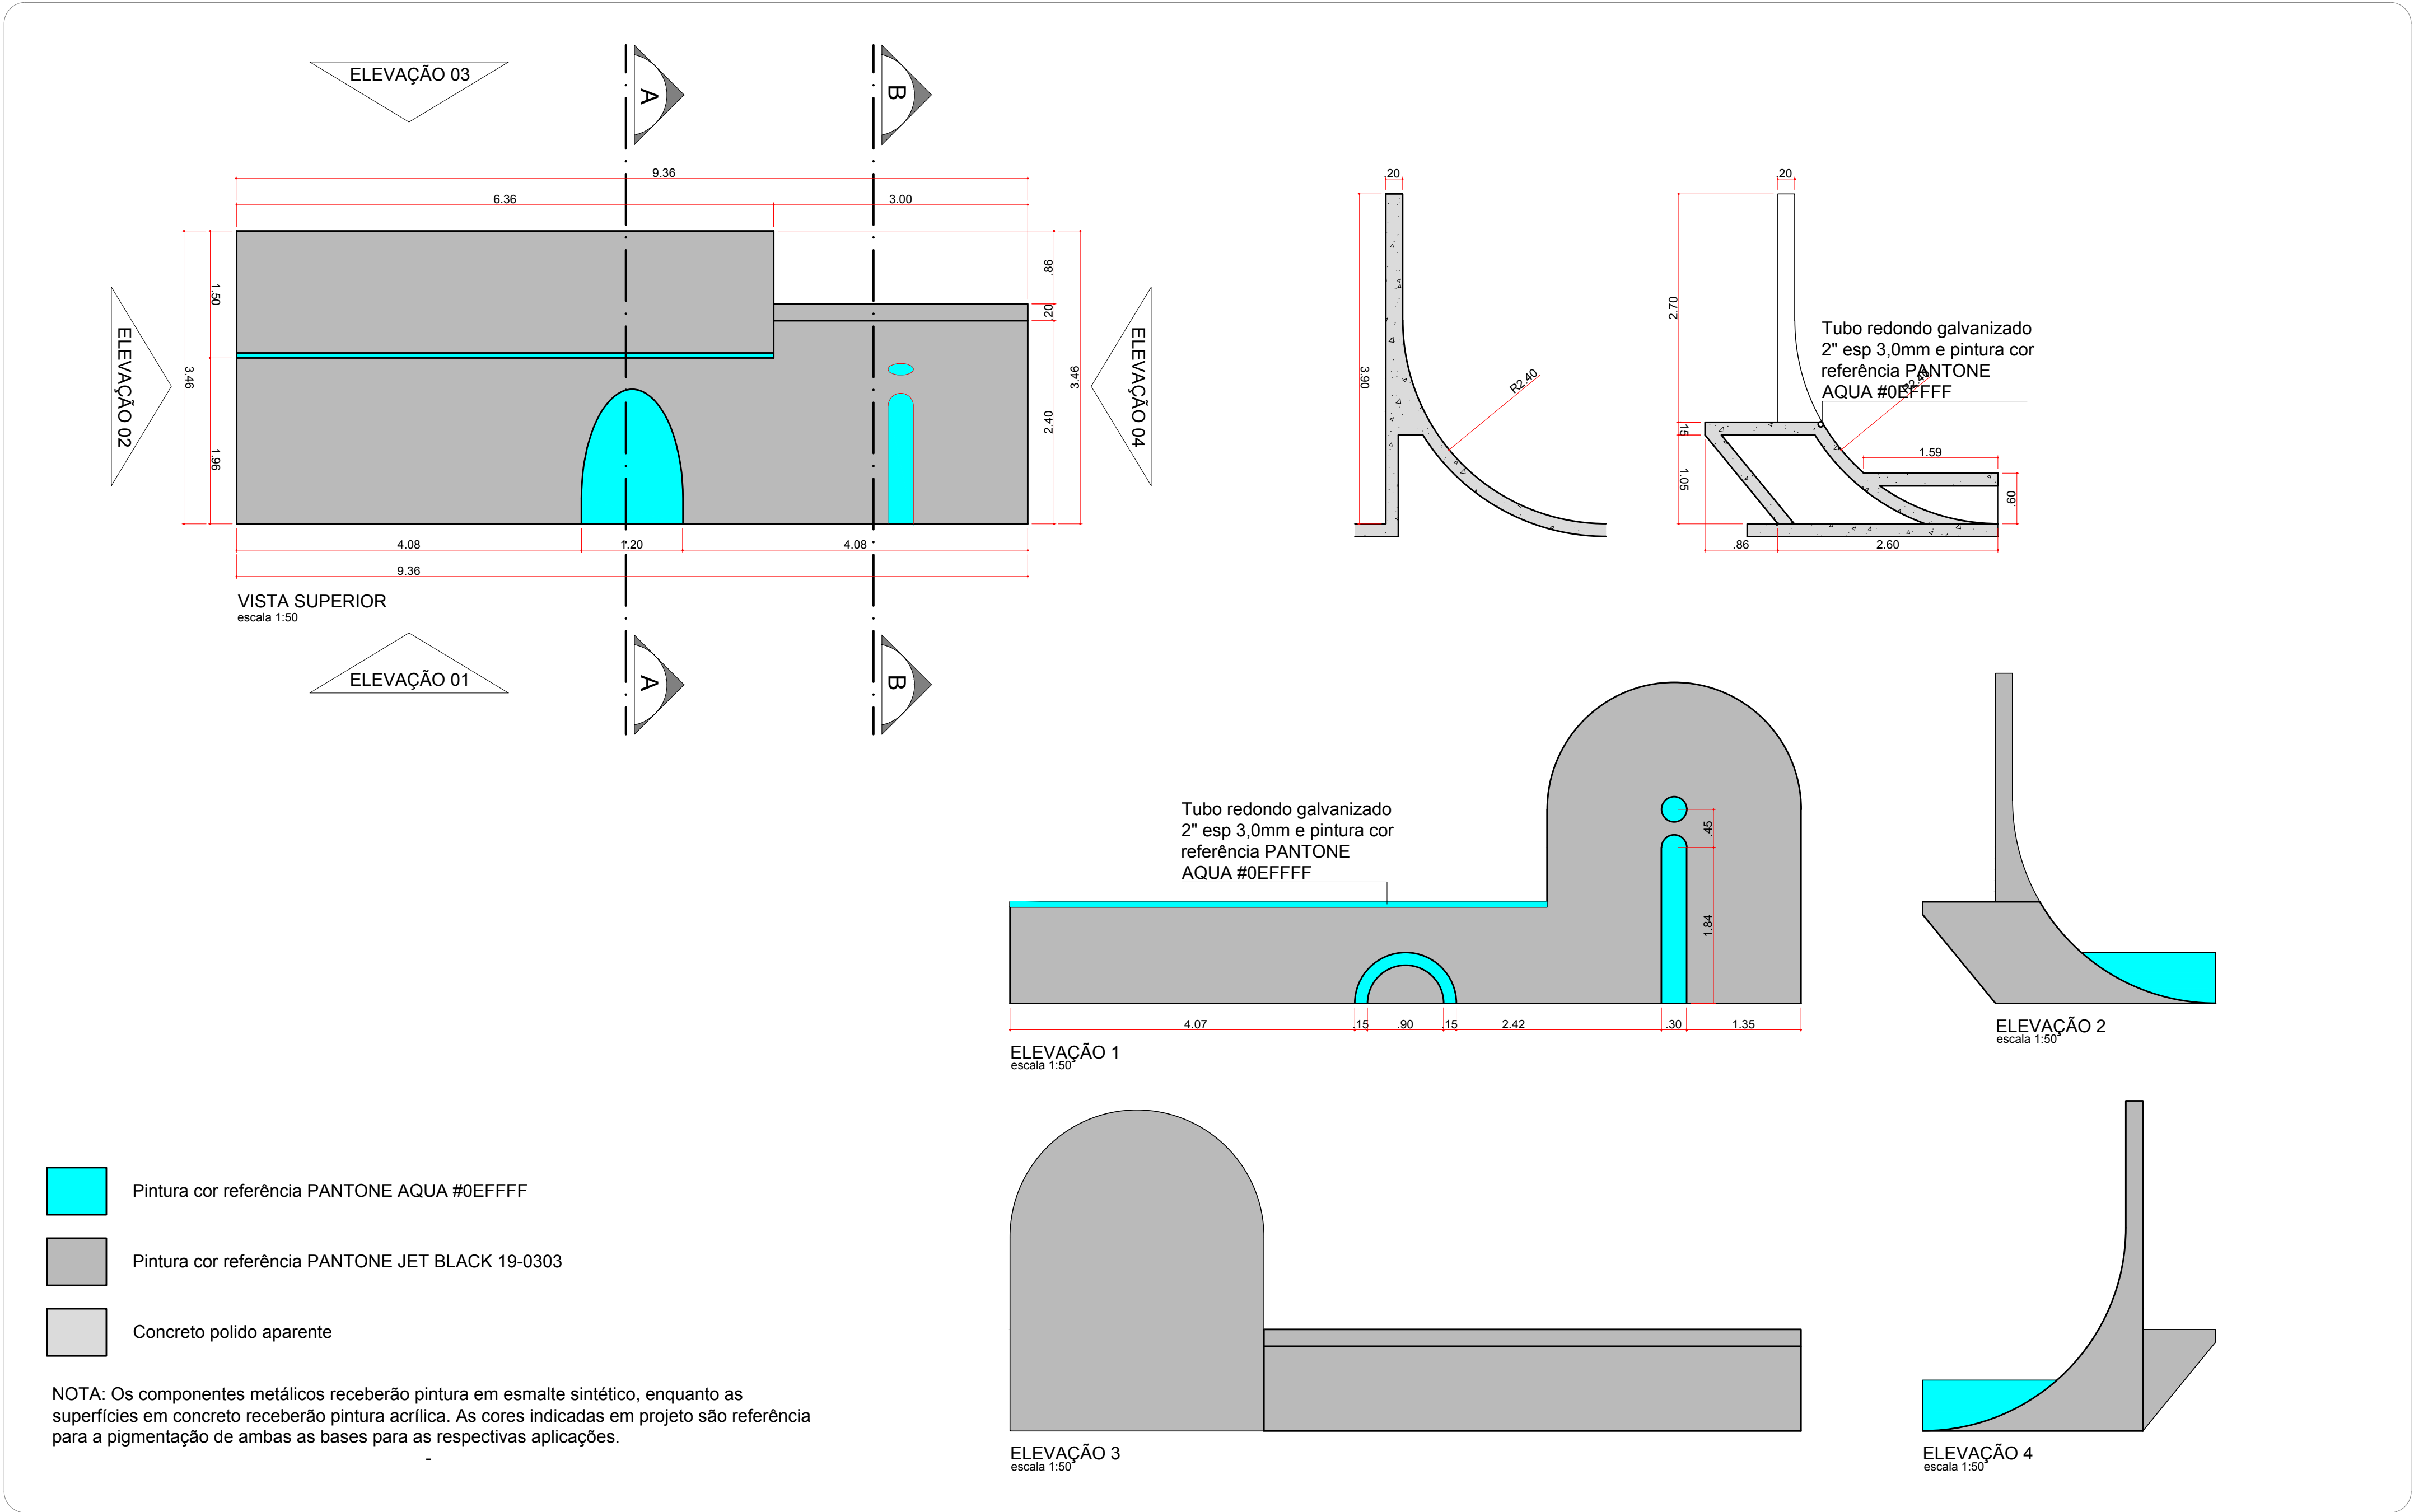 ELEVAÇÃO 03
A
B
9.36
6.36
3.00
1.50
3.46
1.96
.86
.20
2.40
3.46
ELEVAÇÃO 02
ELEVAÇÃO 04
4.08
1.20
4.08
9.36
VISTA SUPERIOR
escala 1:50
ELEVAÇÃO 01
A
B
.20
3.90
R2.40
.20
2.70
Tubo redondo galvanizado
2" esp 3,0mm e pintura cor
referência PANTONE
AQUA #0EFFFF
R2.40
.15
1.05
1.59
.60
.86
2.60
Tubo redondo galvanizado
2" esp 3,0mm e pintura cor
referência PANTONE
AQUA #0EFFFF
.45
1.84
4.07
.15
.90
.15
2.42
.30
1.35
ELEVAÇÃO 1
escala 1:50
ELEVAÇÃO 2
escala 1:50
Pintura cor referência PANTONE AQUA #0EFFFF
Pintura cor referência PANTONE JET BLACK 19-0303
Concreto polido aparente
NOTA: Os componentes metálicos receberão pintura em esmalte sintético, enquanto as
superfícies em concreto receberão pintura acrílica. As cores indicadas em projeto são referência
para a pigmentação de ambas as bases para as respectivas aplicações.
-
ELEVAÇÃO 3
escala 1:50
ELEVAÇÃO 4
escala 1:50